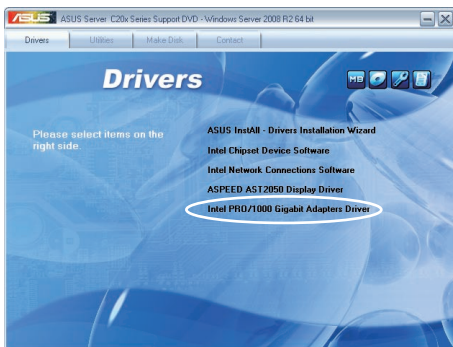 ASUS ASUS Server C20x Series Support DVD - Windows Server 2008 R2 64 bit
Drivers Utilities Make Disk Contact
Drivers
MB
Please select items on the
right side.
ASUS InstAll - Drivers Installation Wizard
Intel Chipset Device Software
Intel Network Connections Software
ASPEED AST2050 Display Driver
Intel PRO/1000 Gigabit Adapters Driver